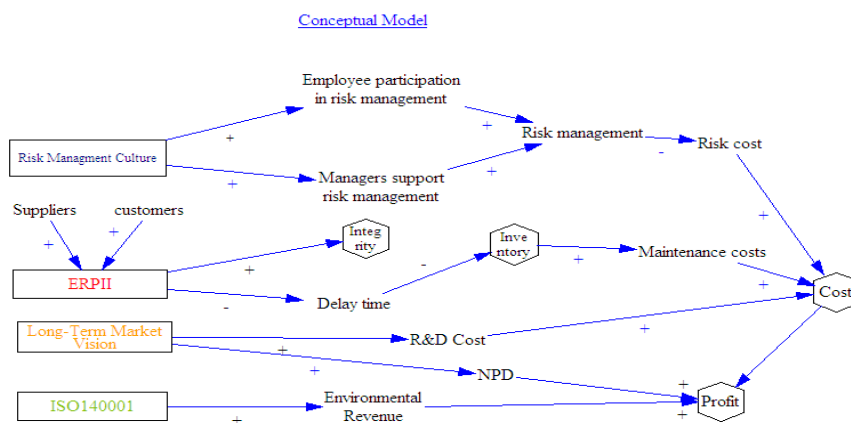 Conceptual Model
Employee participation
in risk management
+
+
Risk management
-
Risk cost
Risk Managment Culture
+
Managers support
risk management
+
+
Suppliers
customers
+
+
Integ
rity
Inve
ntory
+
-
+
Maintenance costs
+
ERPII
-
Delay time
Cost
Long-Term Market
Vision
+
R&D Cost
+
+
NPD
+
Profit
ISO140001
+
Environmental
Revenue
+